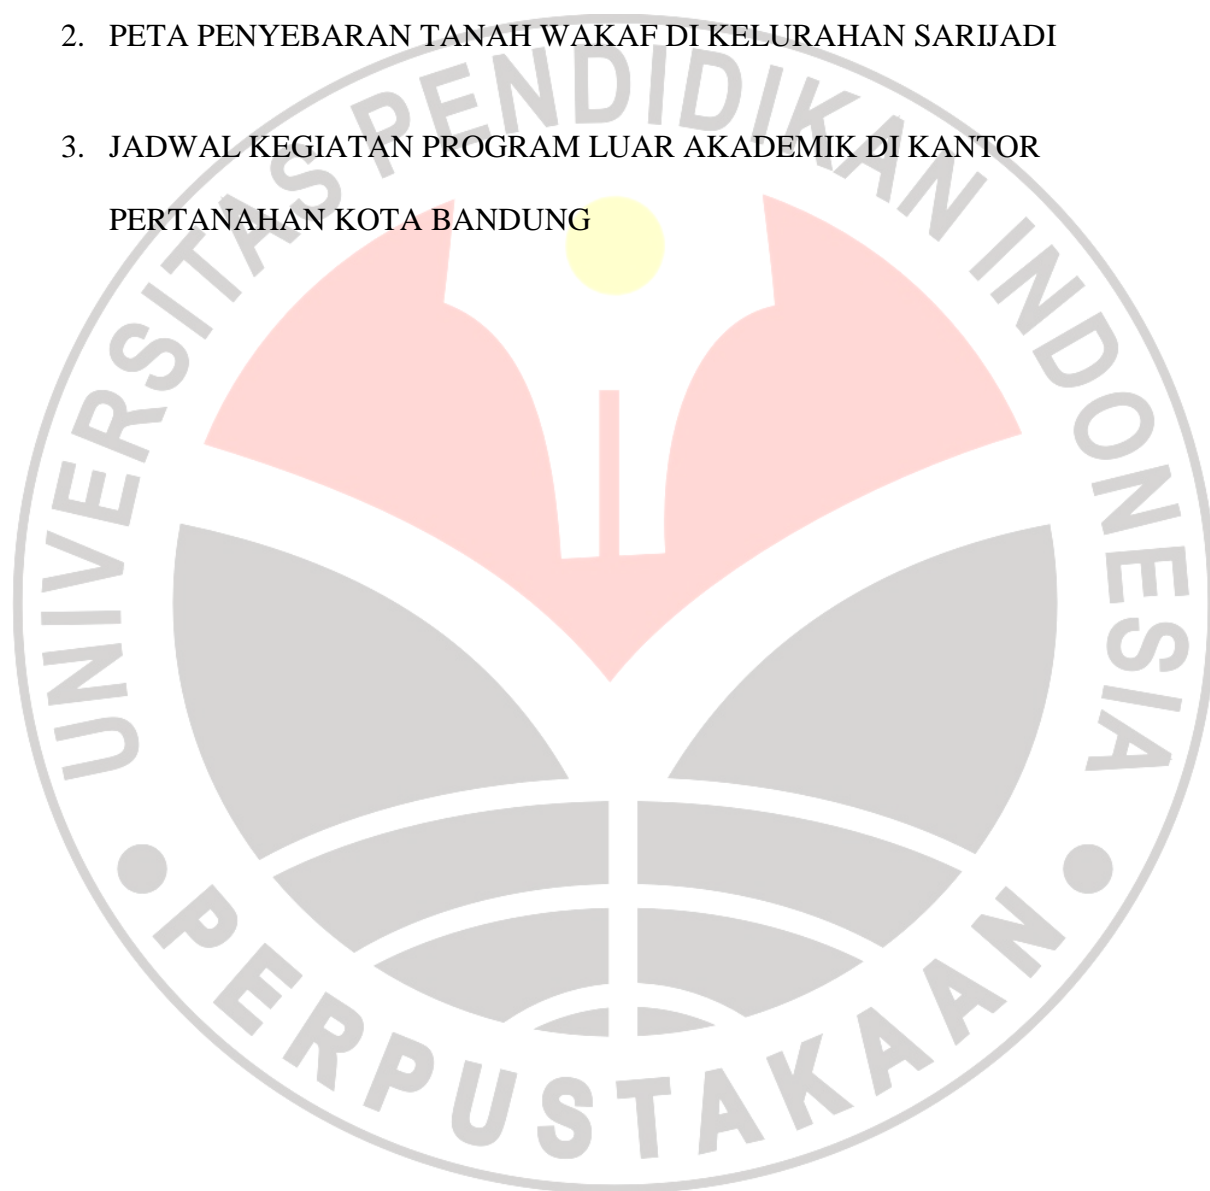 2. PETA PENYEBARAN TANAH WAKAF DI KELURAHAN SARIJADI
3. JADWAL KEGIATAN PROGRAM LUAR AKADEMIK DI KANTOR
PERTANAHAN KOTA BANDUNG
UNIVERSITAS PENDIDIKAN INDONESIA
PERPUSTAKAAN